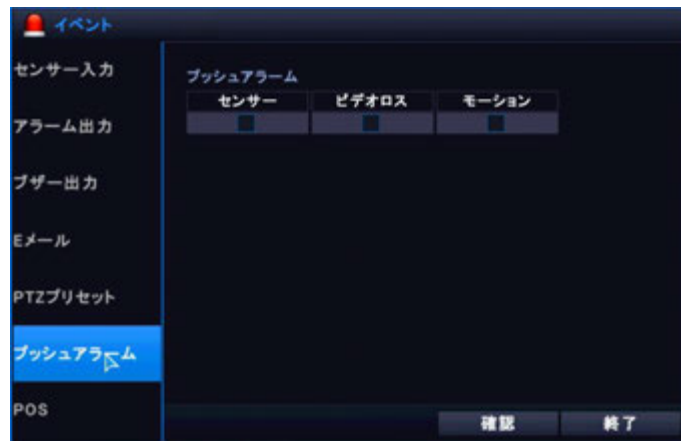 イベント
センサー入力
アラーム出力
ブザー出力
Eメール
PTZプリセット
プッシュアラーム
POS
プッシュアラーム
センサー ビデオロス モーション
確認 終了